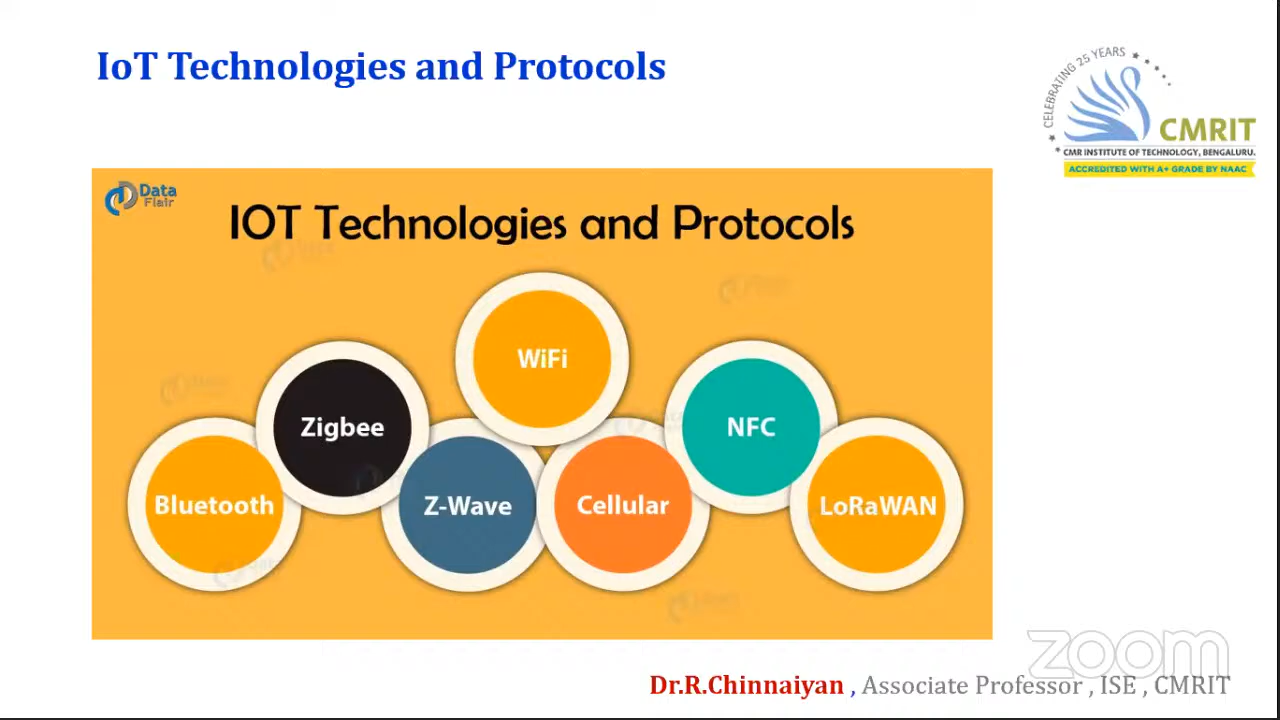 IoT Technologies and Protocols
CELEBRATING 25 YEARS
CMRIT
CMR INSTITUTE OF TECHNOLOGY, BENGALURU.
ACCREDITED WITH A+ GRADE BY NAAC
Data
Flair
IOT Technologies and Protocols
WiFi
Zigbee
NFC
Bluetooth
Z-Wave
Cellular
LoRaWAN
zoom
Dr.R.Chinnaiyan , Associate Professor , ISE , CMRIT